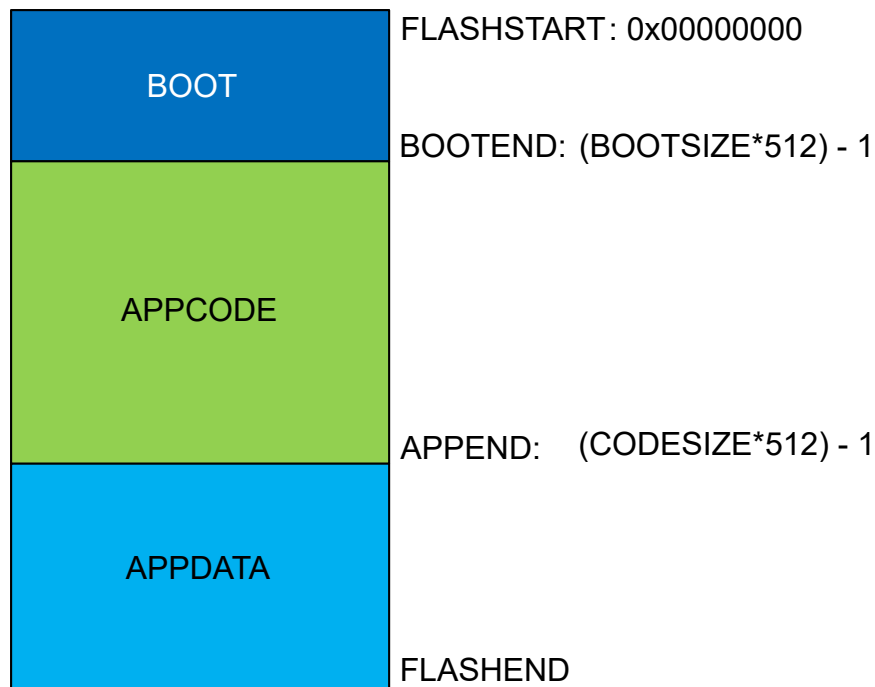 FLASHSTART: 0x00000000
BOOT
BOOTEND: (BOOTSIZE*512) - 1
APPCODE
APPEND: (CODESIZE*512) - 1
APPDATA
FLASHEND